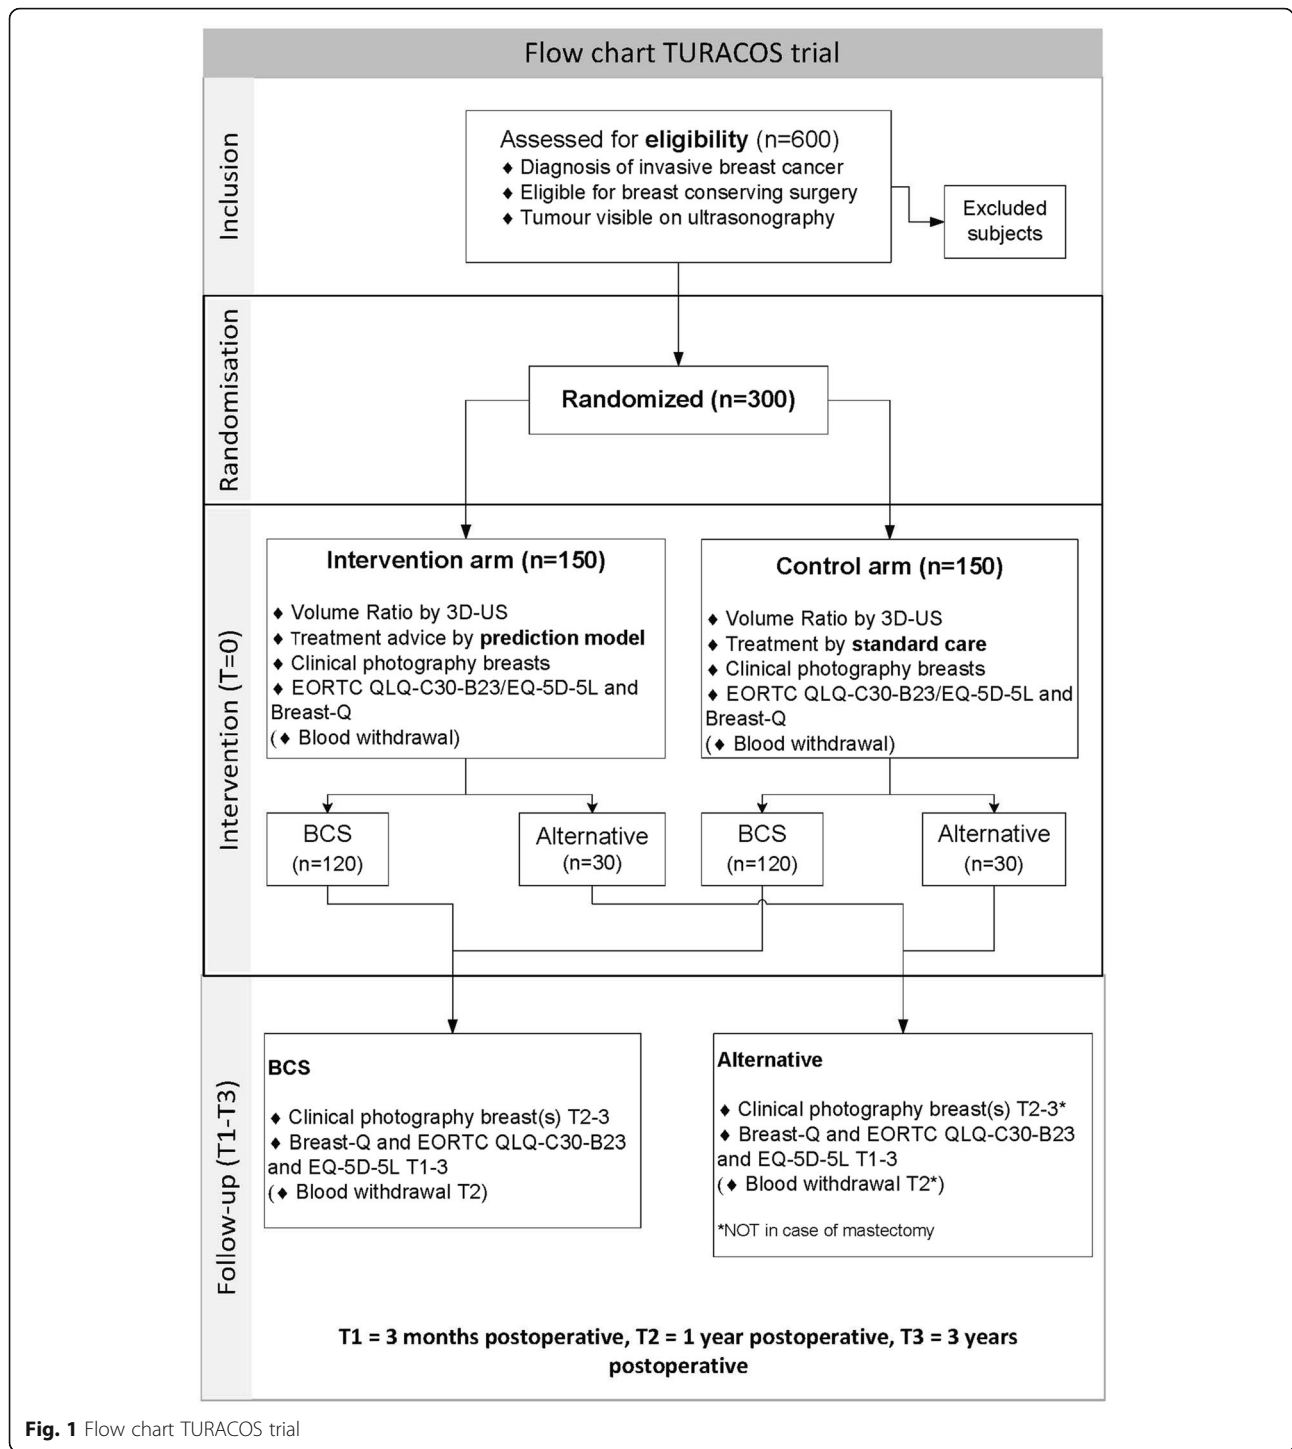 Flow chart TURACOS trial
Inclusion
Assessed for eligibility (n=600)
♦ Diagnosis of invasive breast cancer
♦ Eligible for breast conserving surgery
♦ Tumour visible on ultrasonography
Excluded
subjects
Randomisation
Randomized (n=300)
Intervention (T=0)
Intervention arm (n=150)
♦ Volume Ratio by 3D-US
♦ Treatment advice by prediction model
♦ Clinical photography breasts
♦ EORTC QLQ-C30-B23/EQ-5D-5L and
Breast-Q
(♦ Blood withdrawal)
Control arm (n=150)
♦ Volume Ratio by 3D-US
♦ Treatment by standard care
♦ Clinical photography breasts
♦ EORTC QLQ-C30-B23/EQ-5D-5L and
Breast-Q
(♦ Blood withdrawal)
BCS
(n=120)
Alternative
(n=30)
BCS
(n=120)
Alternative
(n=30)
Follow-up (T1-T3)
BCS
♦ Clinical photography breast(s) T2-3
♦ Breast-Q and EORTC QLQ-C30-B23
and EQ-5D-5L T1-3
(♦ Blood withdrawal T2)
Alternative
♦ Clinical photography breast(s) T2-3*
♦ Breast-Q and EORTC QLQ-C30-B23
and EQ-5D-5L T1-3
(♦ Blood withdrawal T2*)
*NOT in case of mastectomy
T1 = 3 months postoperative, T2 = 1 year postoperative, T3 = 3 years
postoperative
Fig. 1 Flow chart TURACOS trial